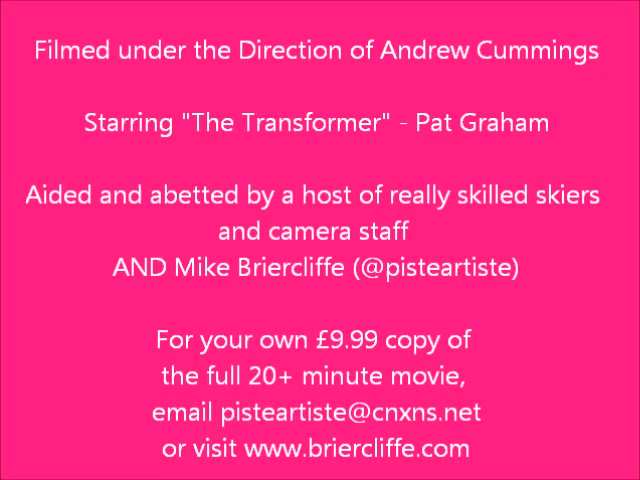 Filmed under the Direction of Andrew Cummings
Starring "The Transformer" - Pat Graham
Aided and abetted by a host of really skilled skiers
and camera staff
AND Mike Briercliffe (@pisteartiste)
For your own £9.99 copy of
the full 20+ minute movie,
email pisteartiste@cnxns.net
or visit www.briercliffe.com